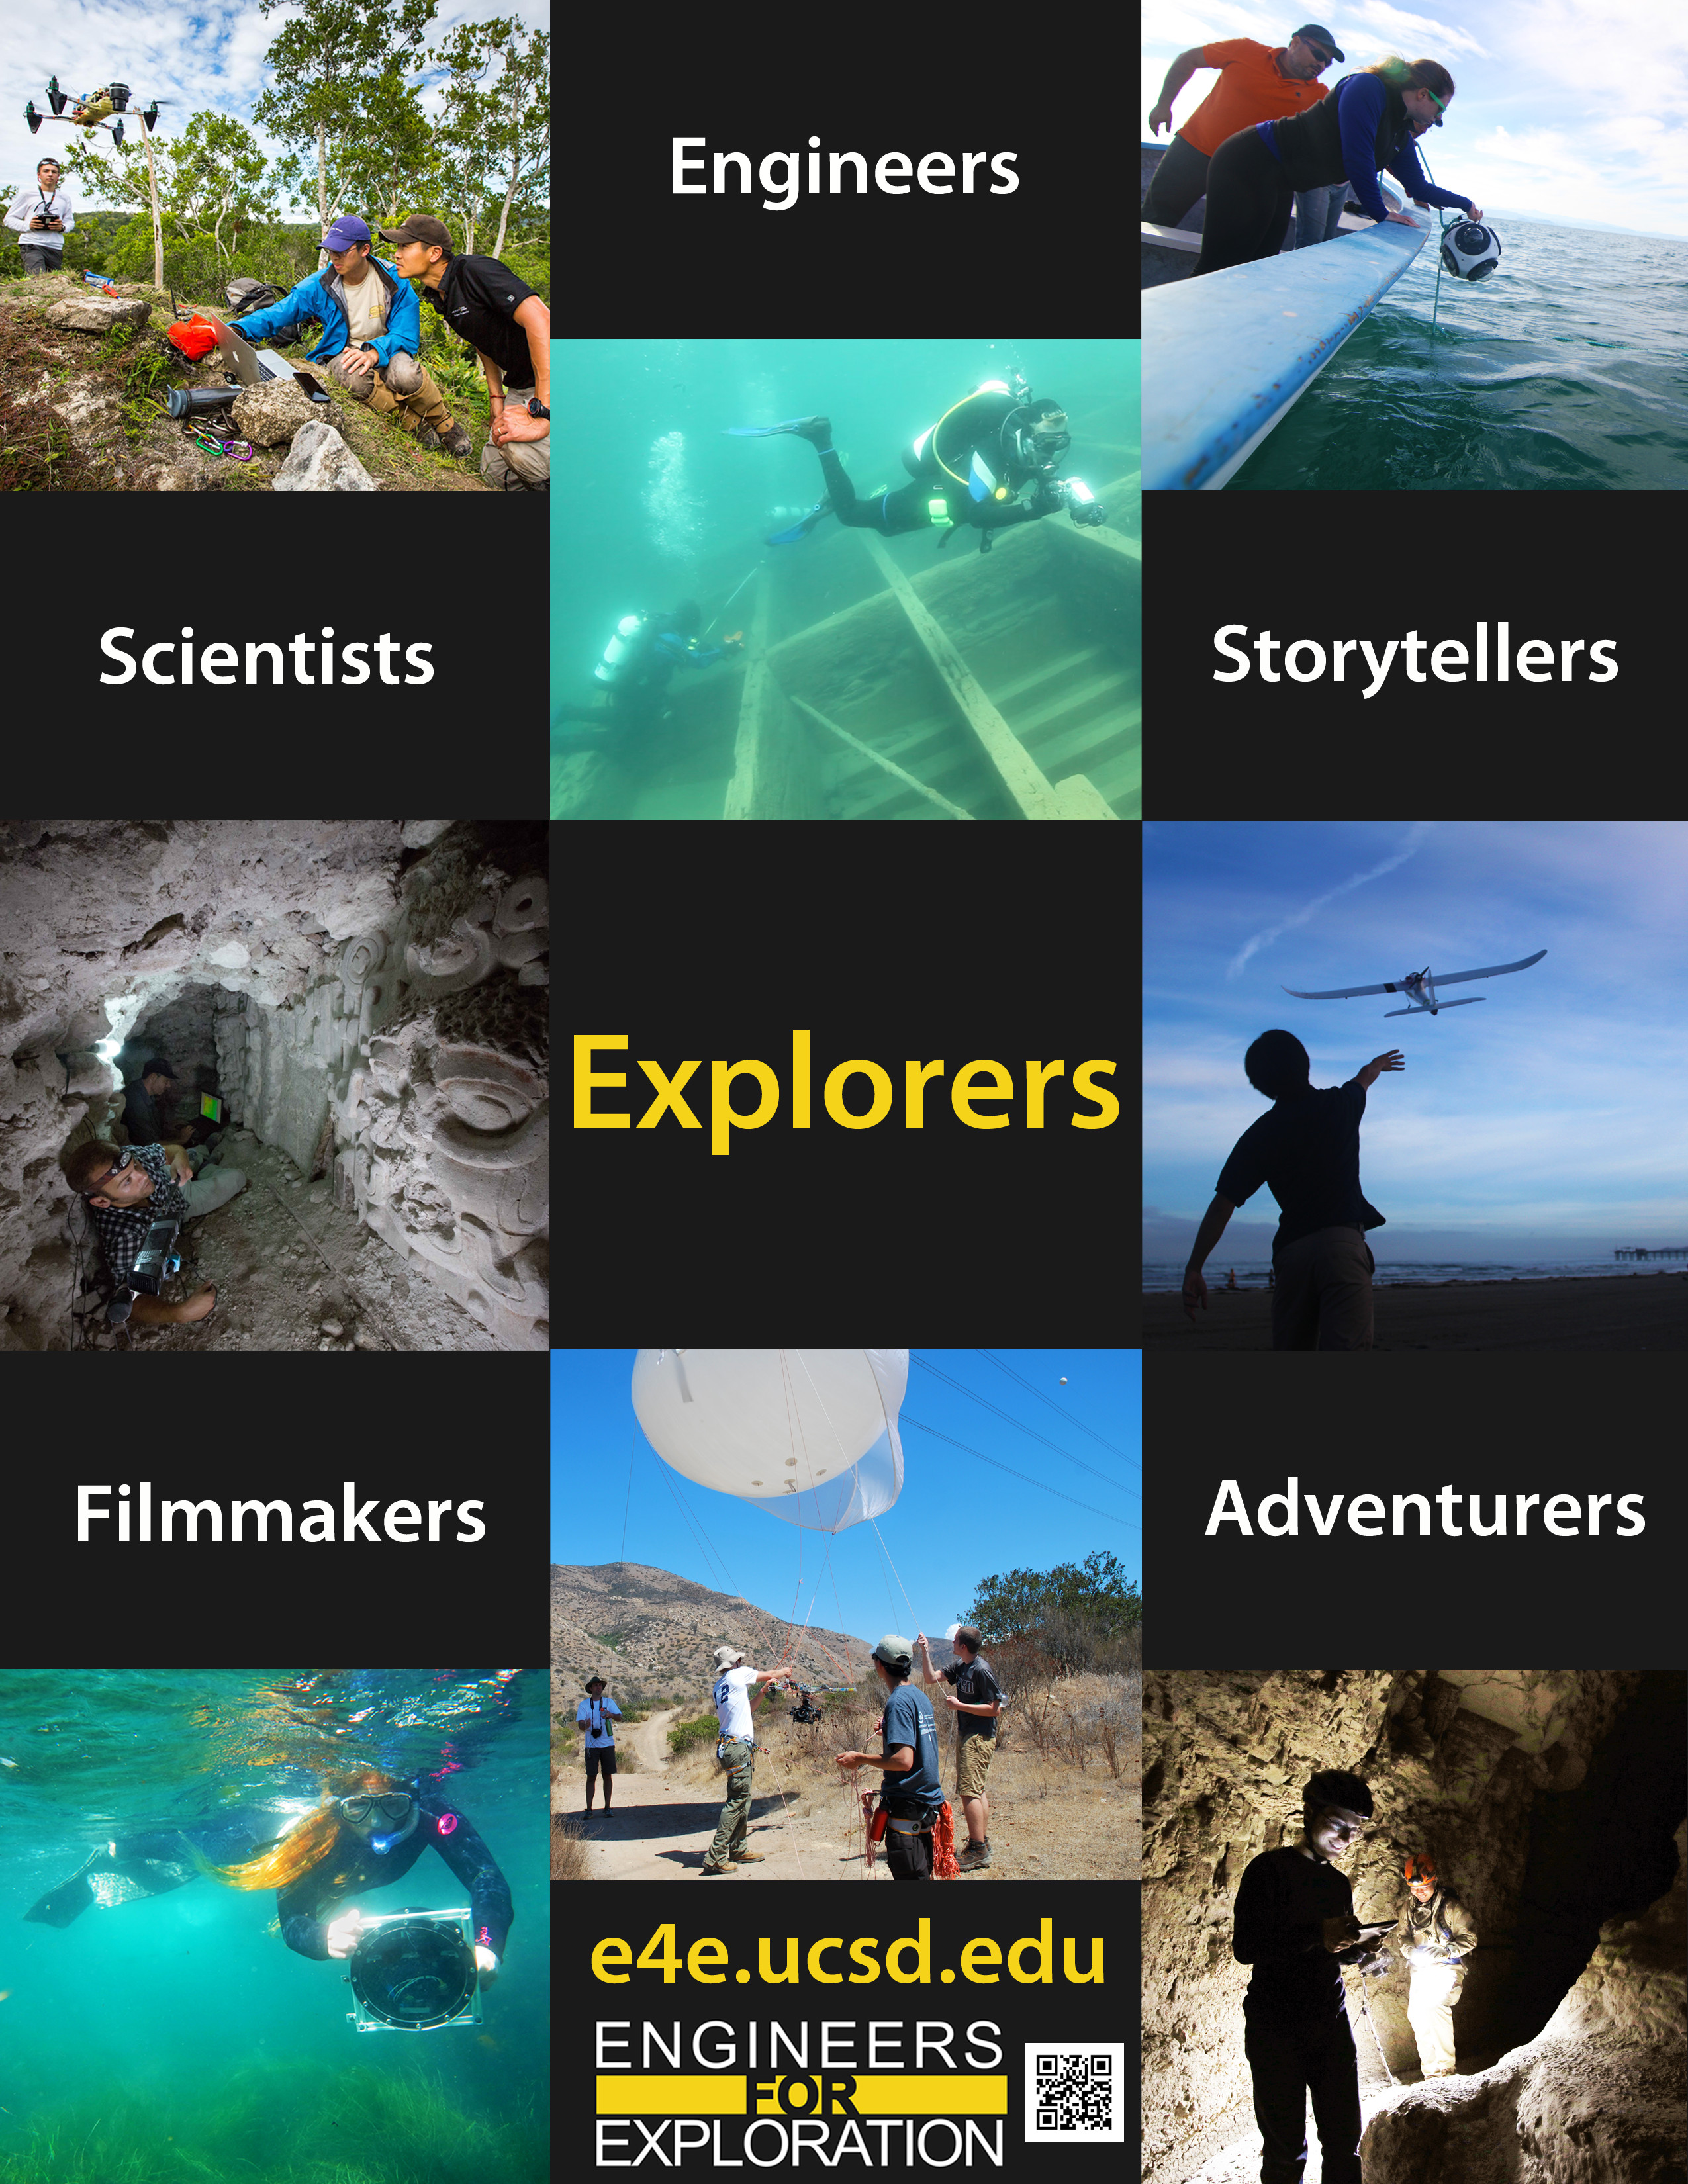 Engineers
Scientists
Storytellers
Explorers
Filmmakers
Adventurers
e4e.ucsd.edu
ENGINEERS
FOR
EXPLORATION